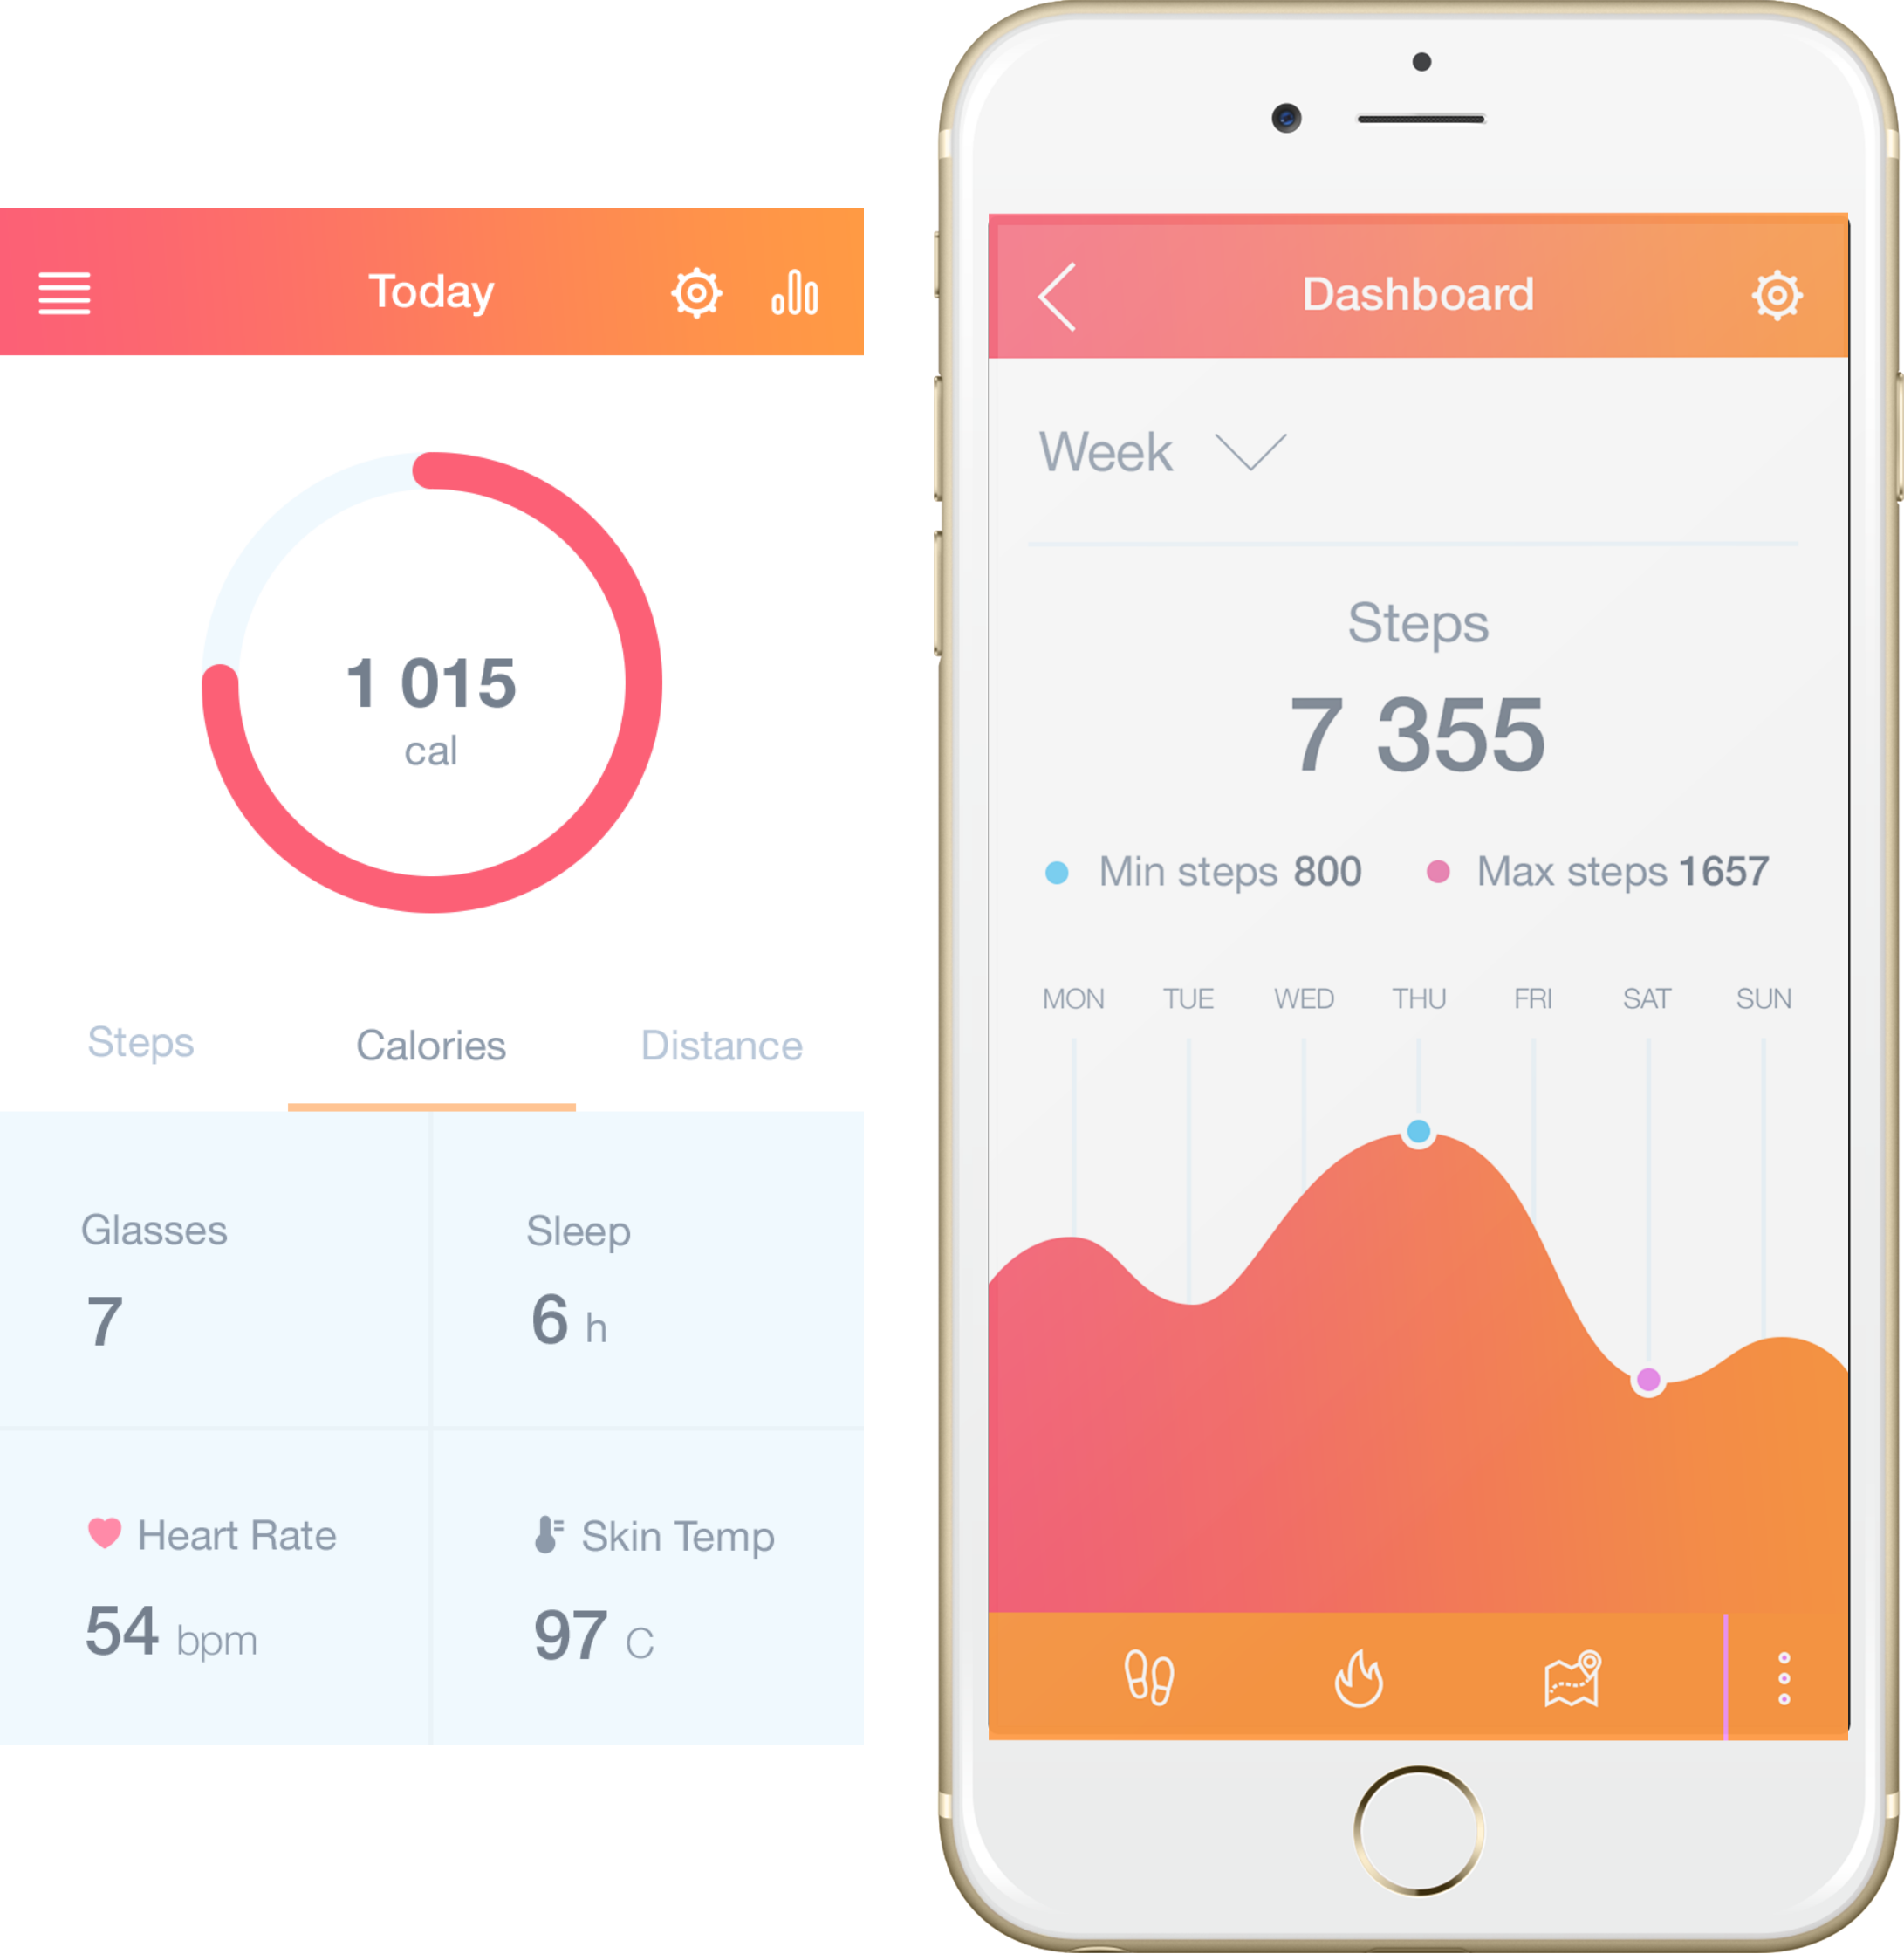 Today
1 015
cal
Steps Calories Distance
Glasses Sleep
7 6 h
Heart Rate Skin Temp
54 bpm 97 C
Dashboard
Week
Steps
7 355
Min steps 800 Max steps 1657
MON TUE WED THU FRI SAT SUN